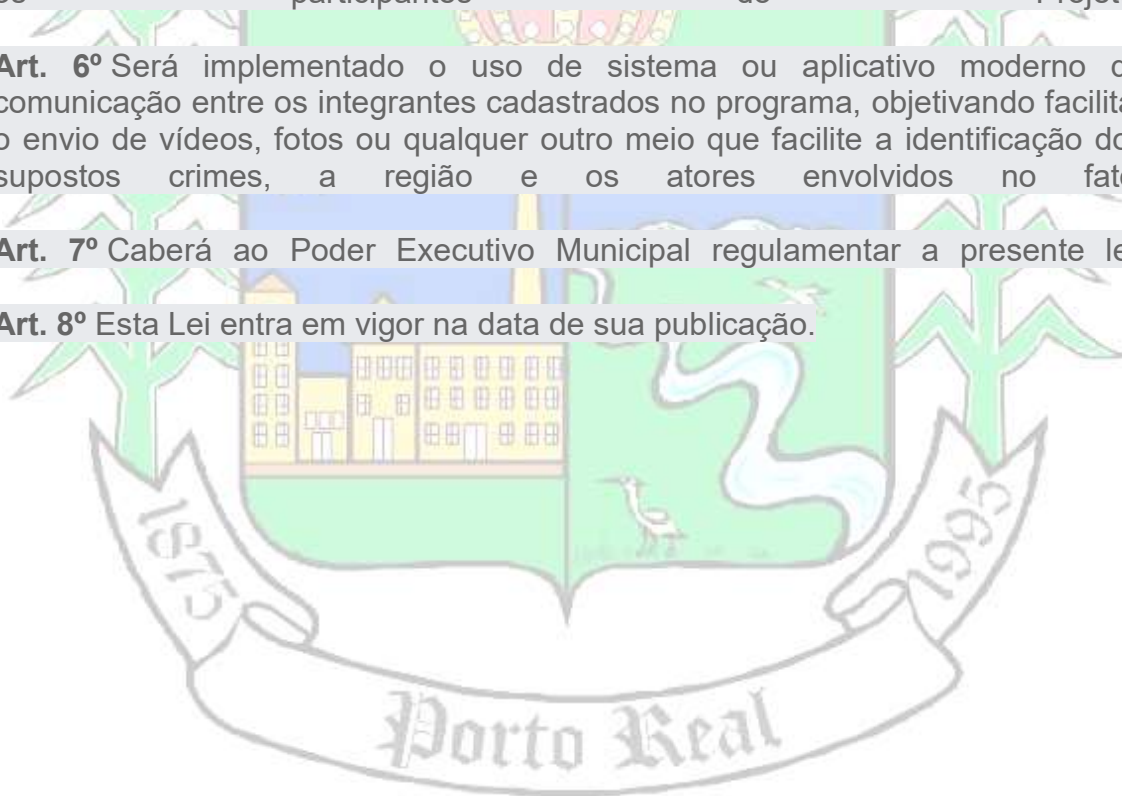 participantes
Art. 6º Será implementado o uso de sistema ou aplicativo moderno d
comunicação entre os integrantes cadastrados no programa, objetivando facilita
o envio de vídeos, fotos ou qualquer outro meio que facilite a identificação do
supostos crimes, a região e os atores envolvidos no fat
Art. 7º Caberá ao Poder Executivo Municipal regulamentar a presente le
Art. 8º Esta Lei entra em vigor na data de sua publicação.
1875
1995
Porto Real